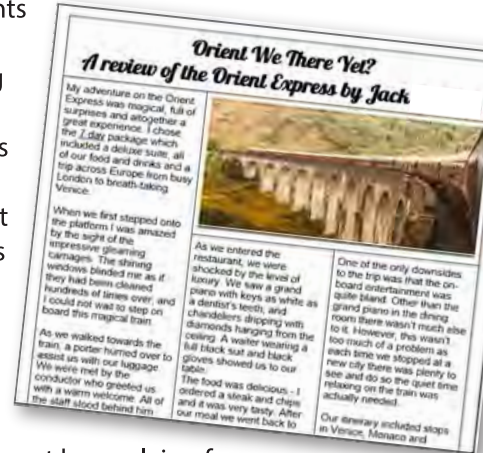 nts
g
s
t
s
Orient We There Yet?
A review of the Orient Express by Jack
My adventure on the Orient
Express was magical, full of
surprises and altogether a
great experience. I chose
the 7 day package which
included a deluxe suite, all
of our food and drinks and a
trip across Europe from busy
London to breath-taking
Venice.
When we first stepped onto
the platform I was amazed
by the sight of the
impressive gleaming
carriages. The shining
windows blinded me as if
they had been cleaned
hundreds of times over, and
I could not wait to step on
board this magical train.
As we walked towards the
train, a porter hurried over to
assist us with our luggage.
We were met by the
conductor who greeted us
with a warm welcome. All of
the staff stood behind him
As we entered the
restaurant, we were
shocked by the level of
luxury. We saw a grand
piano with keys as white as
a dentist's teeth, and
chandeliers dripping with
diamonds hanging from the
ceiling. A waiter wearing a
full black suit and black
gloves showed us to our
table.
The food was delicious - I
ordered a steak and chips
and it was very tasty. After
our meal we went back to
One of the only downsides
to the trip was that the on-
board entertainment was
quite bland. Other than the
grand piano in the dining
room there wasn't much else
to it. However, this wasn't
too much of a problem as
each time we stopped at a
new city there was plenty to
see and do so the quiet time
relaxing on the train was
actually needed.
Our itinerary included stops
in Venice, Monaco and